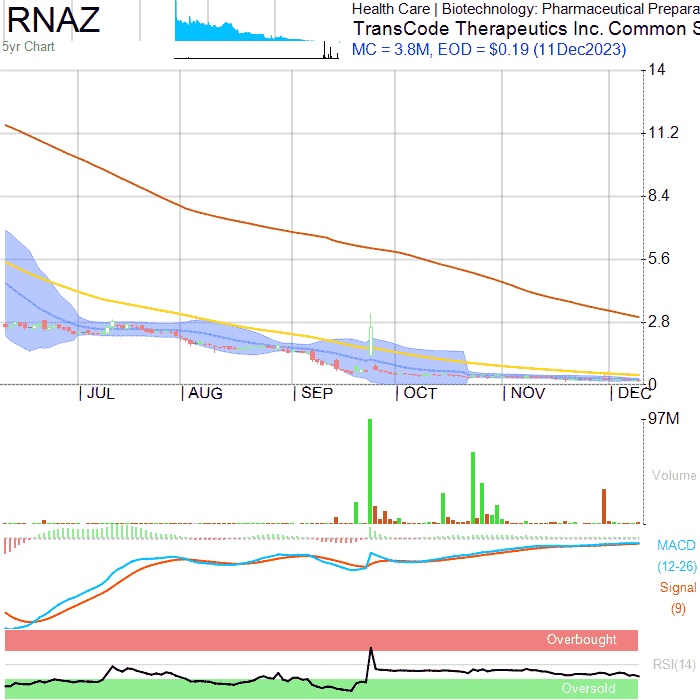 RNAZ
5yr Chart
Health Care | Biotechnology: Pharmaceutical Prepara
TransCode Therapeutics Inc. Common S
MC = 3.8M, EOD = $0.19 (11Dec2023)
14
11.2
8.4
5.6
2.8
0
JUL AUG SEP OCT NOV DEC
97M
Volume
MACD
(12-26)
Signal
(9)
Overbought
RSI(14)
Oversold